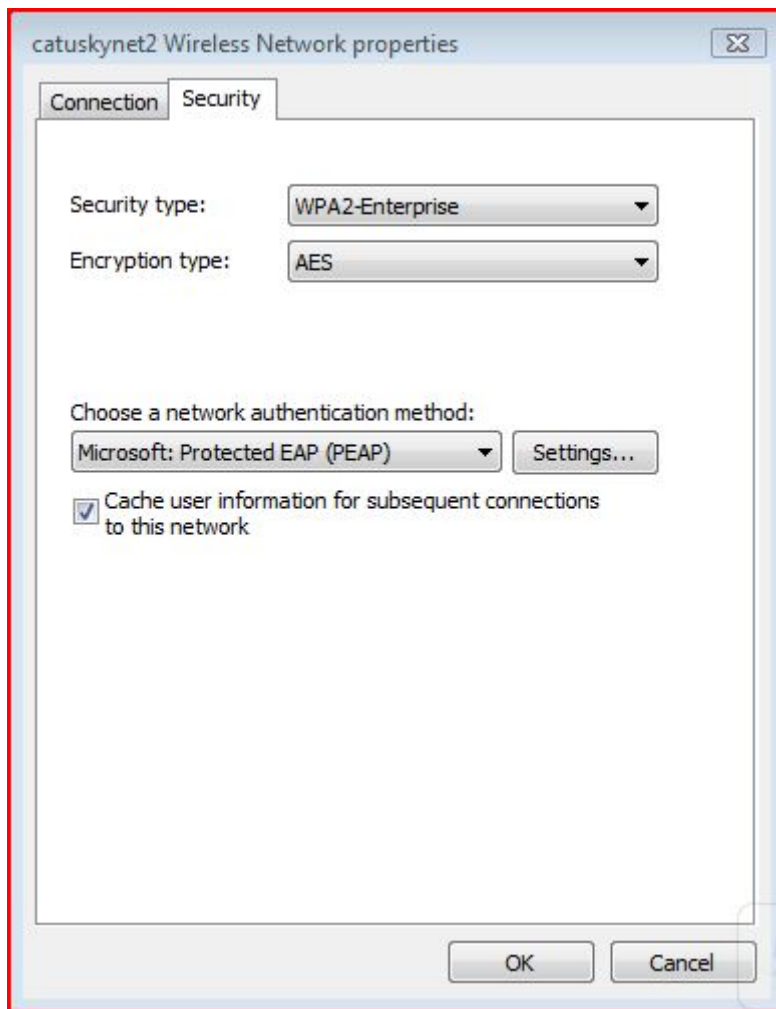 catuskynet2 Wireless Network properties
Connection Security
Security type: WPA2-Enterprise
Encryption type: AES
Choose a network authentication method:
Microsoft: Protected EAP (PEAP) Settings...
Cache user information for subsequent connections
to this network
OK Cancel